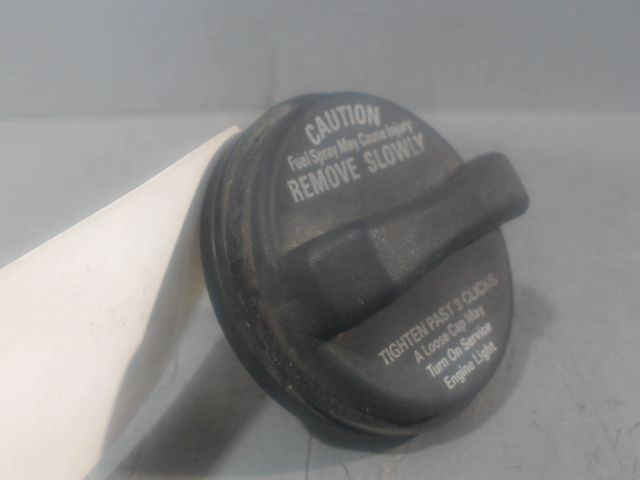 CAUTION
Fuel Spray May Cause Injury
REMOVE SLOWLY
TIGHTEN PAST 3 CLICKS
A Loose Cap May
Turn On Service
Engine Light